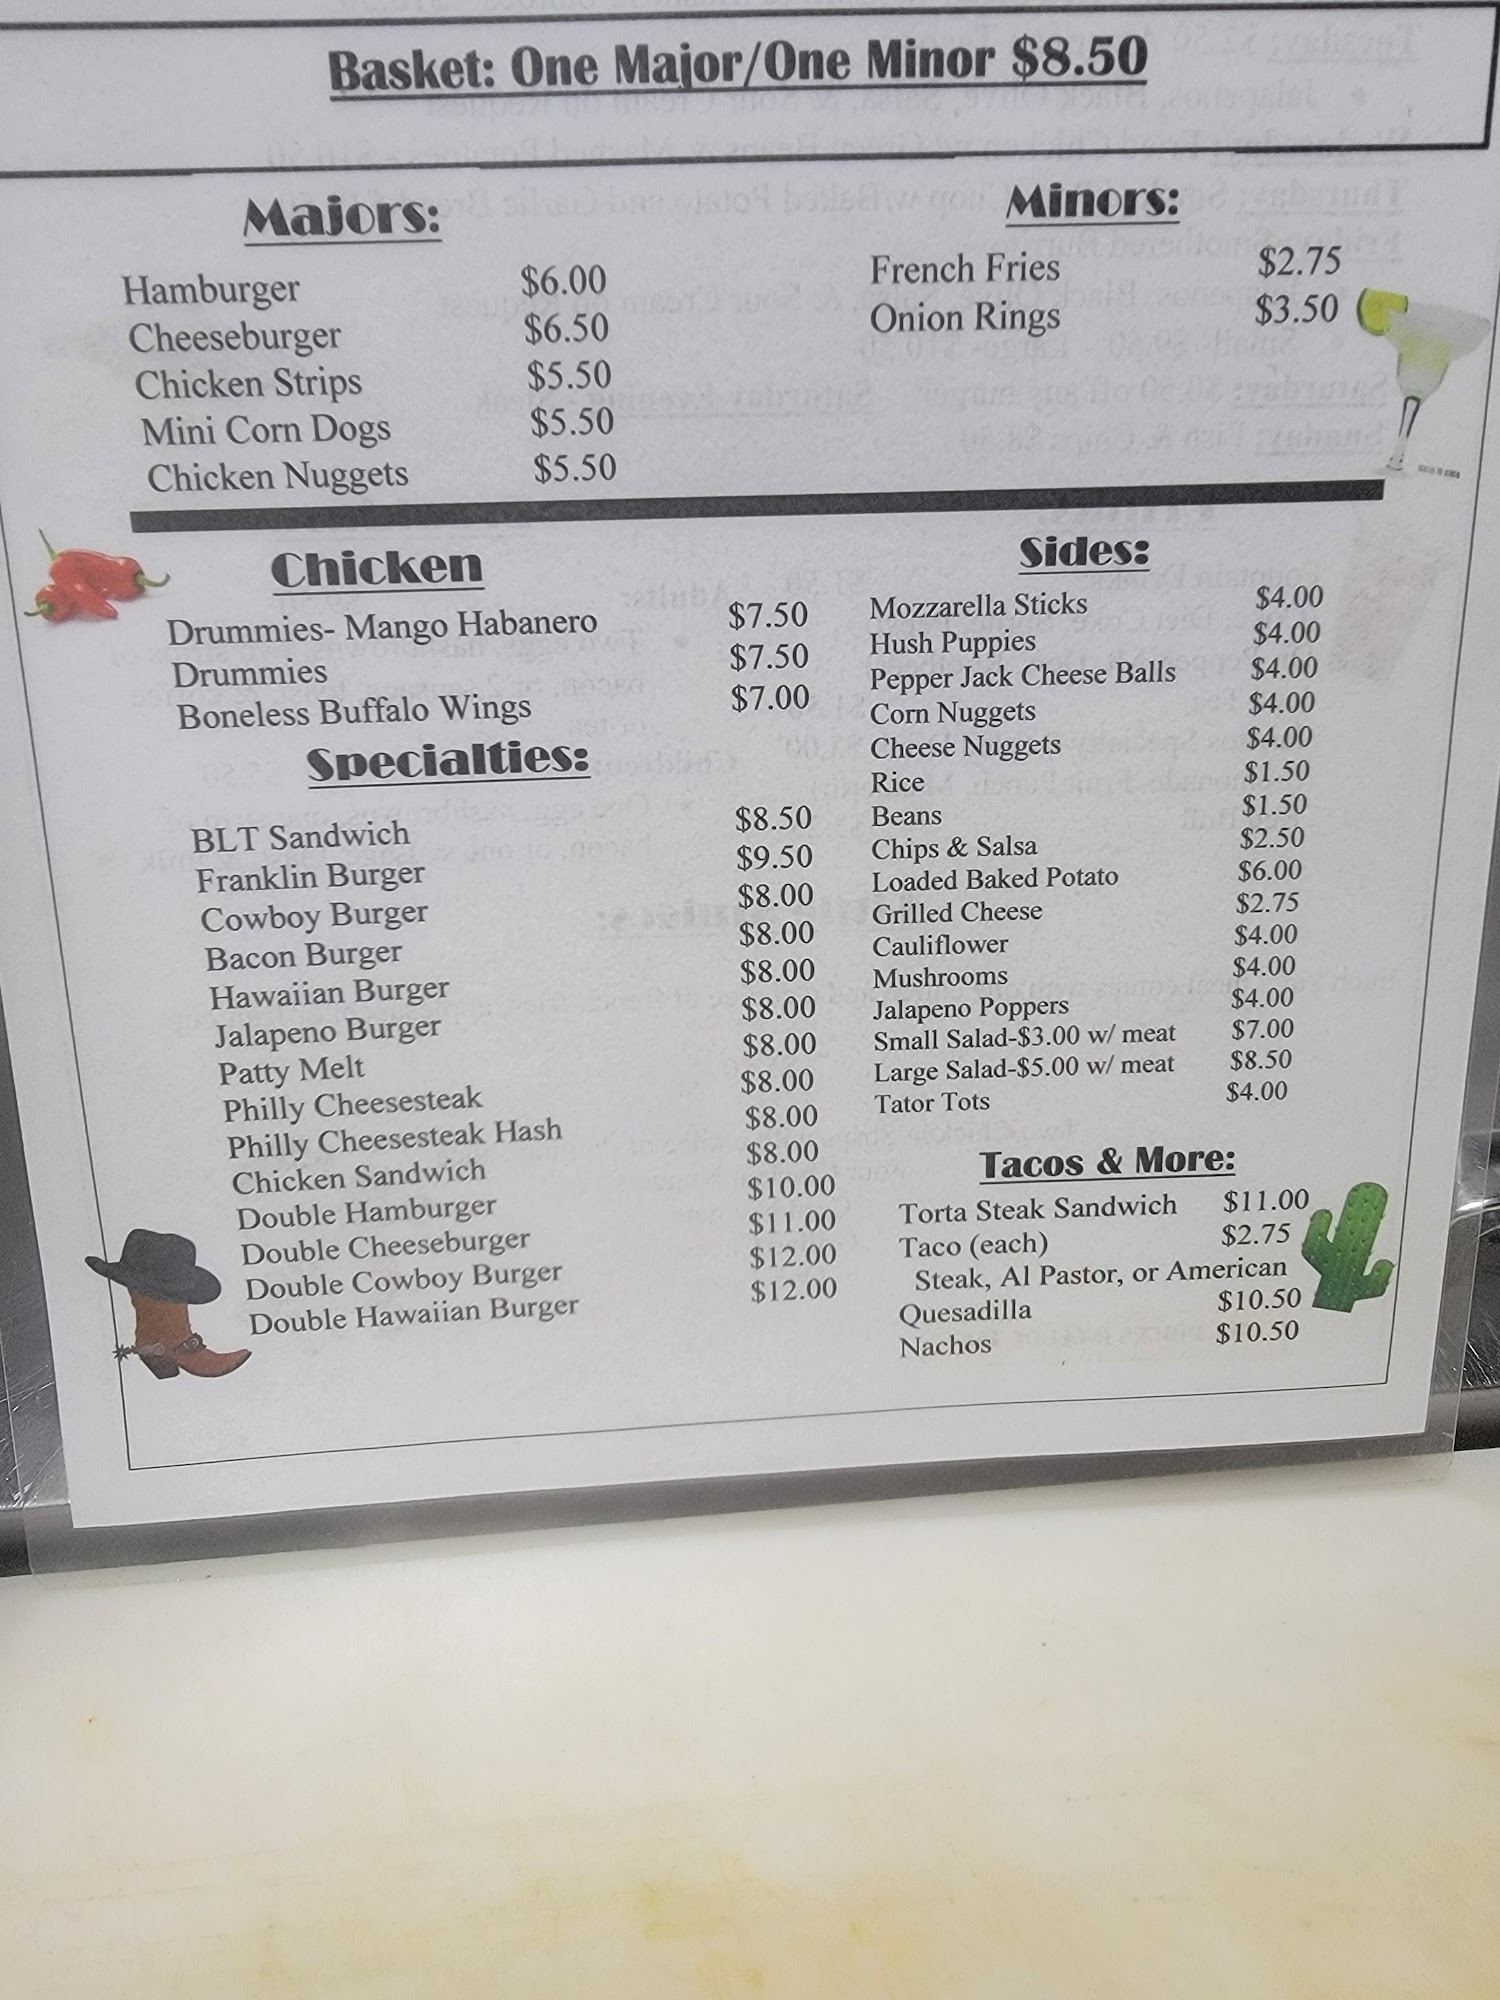 Basket: One Major/One Minor $8.50
Majors:
Hamburger $6.00
Cheeseburger $6.50
Chicken Strips $5.50
Mini Corn Dogs $5.50
Chicken Nuggets $5.50
Minors:
French Fries $2.75
Onion Rings $3.50
Chicken
Drummies- Mango Habanero $7.50
Drummies $7.50
Boneless Buffalo Wings $7.00
Specialties:
BLT Sandwich $8.50
Franklin Burger $9.50
Cowboy Burger $8.00
Bacon Burger $8.00
Hawaiian Burger $8.00
Jalapeno Burger $8.00
Patty Melt $8.00
Philly Cheesesteak $8.00
Philly Cheesesteak Hash $8.00
Chicken Sandwich $8.00
Double Hamburger $10.00
Double Cheeseburger $11.00
Double Cowboy Burger $12.00
Double Hawaiian Burger $12.00
Sides:
Mozzarella Sticks $4.00
Hush Puppies $4.00
Pepper Jack Cheese Balls $4.00
Corn Nuggets $4.00
Cheese Nuggets $4.00
Rice $1.50
Beans $1.50
Chips & Salsa $2.50
Loaded Baked Potato $6.00
Grilled Cheese $2.75
Cauliflower $4.00
Mushrooms $4.00
Jalapeno Poppers $4.00
Small Salad-$3.00 w/ meat $7.00
Large Salad-$5.00 w/ meat $8.50
Tator Tots $4.00
Tacos & More:
Torta Steak Sandwich $11.00
Taco (each) $2.75
Steak, Al Pastor, or American
Quesadilla $10.50
Nachos $10.50